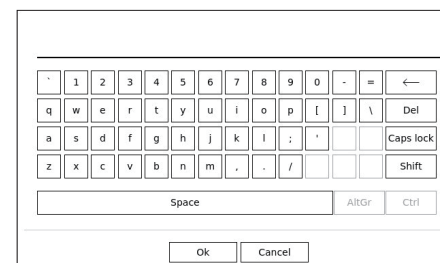 ` 1 2 3 4 5 6 7 8 9 0 - = ←
q w e r t y u i o p [ ] \ Del
a s d f g h j k l ; ' Caps lock
z x c v b n m , . / Shift
Space AltGr Ctrl
Ok Cancel